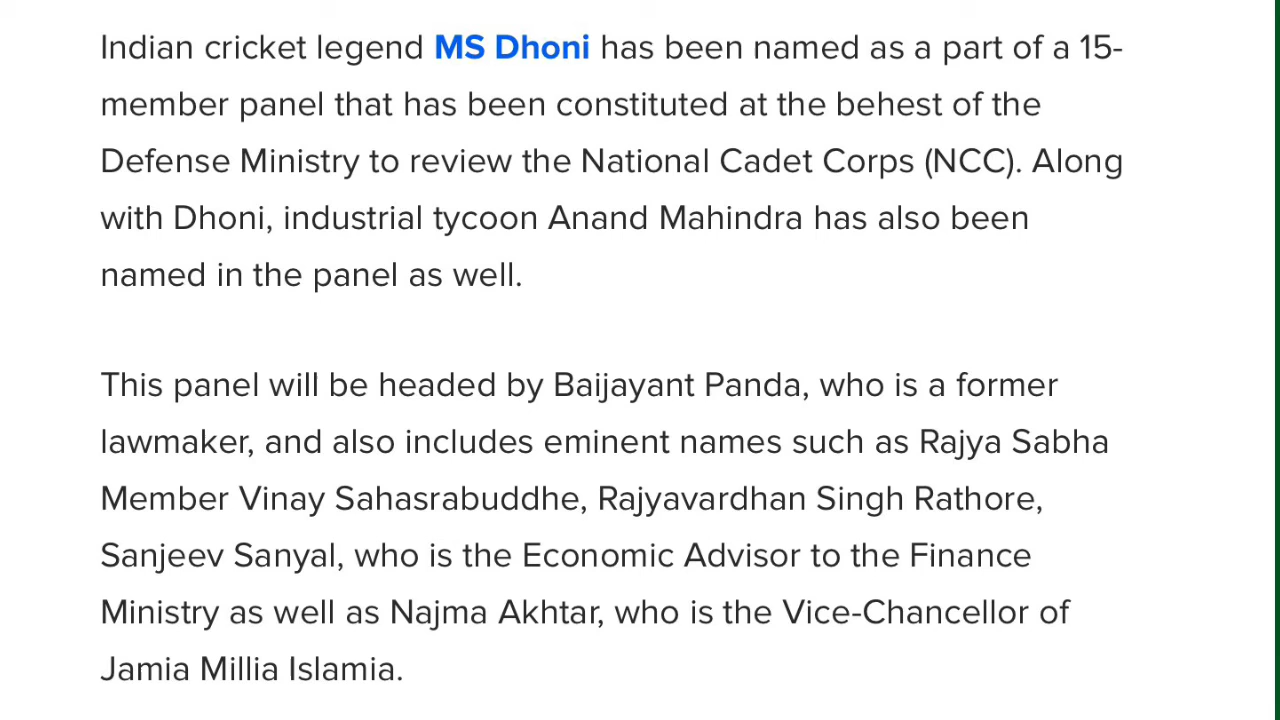 Indian cricket legend MS Dhoni has been named as a part of a 15-
member panel that has been constituted at the behest of the
Defense Ministry to review the National Cadet Corps (NCC). Along
with Dhoni, industrial tycoon Anand Mahindra has also been
named in the panel as well.
This panel will be headed by Baijayant Panda, who is a former
lawmaker, and also includes eminent names such as Rajya Sabha
Member Vinay Sahasrabuddhe, Rajyavardhan Singh Rathore,
Sanjeev Sanyal, who is the Economic Advisor to the Finance
Ministry as well as Najma Akhtar, who is the Vice-Chancellor of
Jamia Millia Islamia.